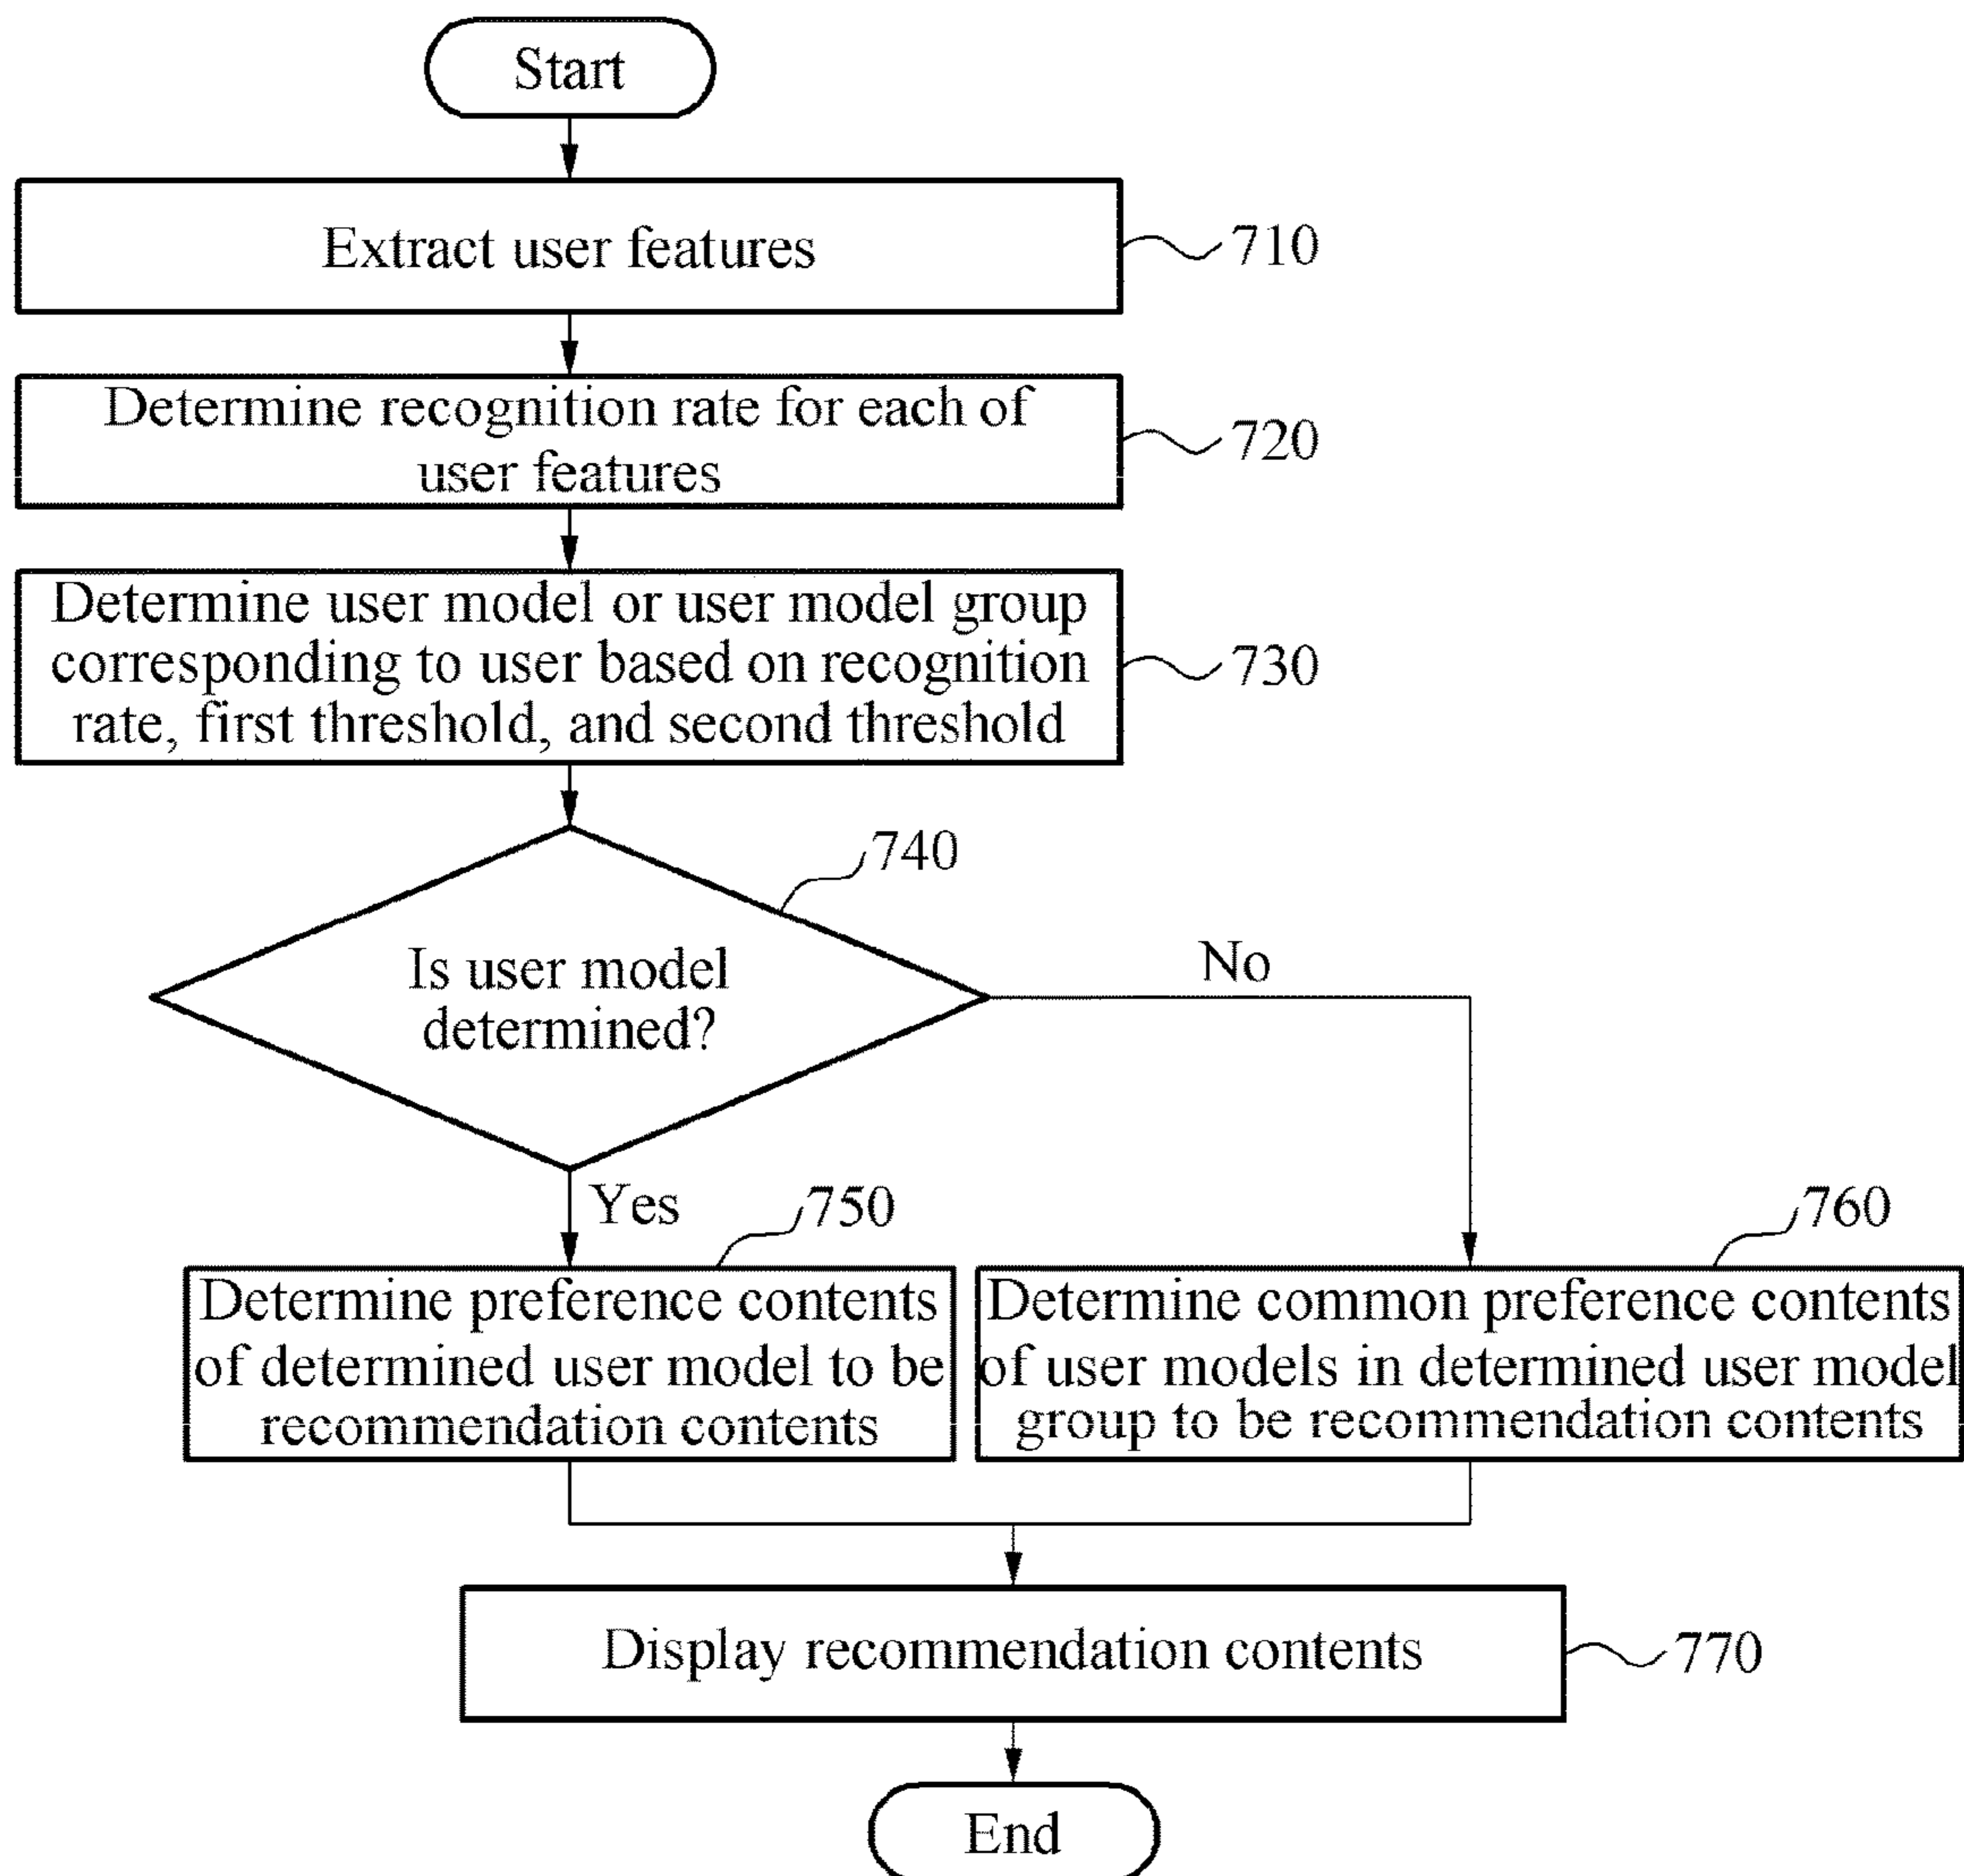 Start
Extract user features
710
Determine recognition rate for each of
user features
720
Determine user model or user model group
corresponding to user based on recognition
rate, first threshold, and second threshold
730
740
Is user model
determined?
No
Yes
750
Determine preference contents
of determined user model to be
recommendation contents
760
Determine common preference contents
of user models in determined user model
group to be recommendation contents
Display recommendation contents
770
End